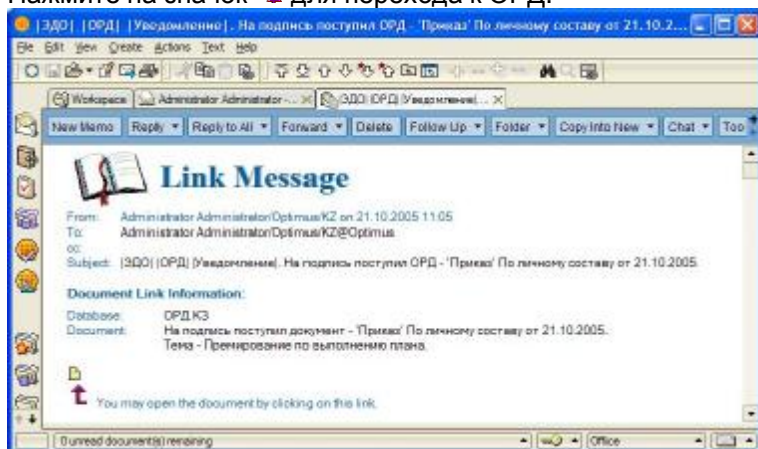 Нажмите на значок для перехода к ОРД.
|ЭДО| |ОРД| |Уведомление|. На подпись поступил ОРД - 'Приказ' По личному составу от 21.10.2...
File Edit View Create Actions Text Help
Workspace Administrator Administrator -... ЭДО| |ОРД| |Уведомление|...
New Memo Reply Reply to All Forward Delete Follow Up Folder Copy Into New Chat Too
Link Message
From: Administrator Administrator/Optimus/KZ on 21.10.2005 11:05
To: Administrator Administrator/Optimus/KZ@Optimus
cc:
Subject: |ЭДО| |ОРД| |Уведомление|. На подпись поступил ОРД - 'Приказ' По личному составу от 21.10.2005.
Document Link Information:
Database: ОРД КЗ
Document: На подпись поступил документ - 'Приказ' По личному составу от 21.10.2005.
Тема - Премирование по выполнению плана.
You may open the document by clicking on this link.
0 unread document(s) remaining Office